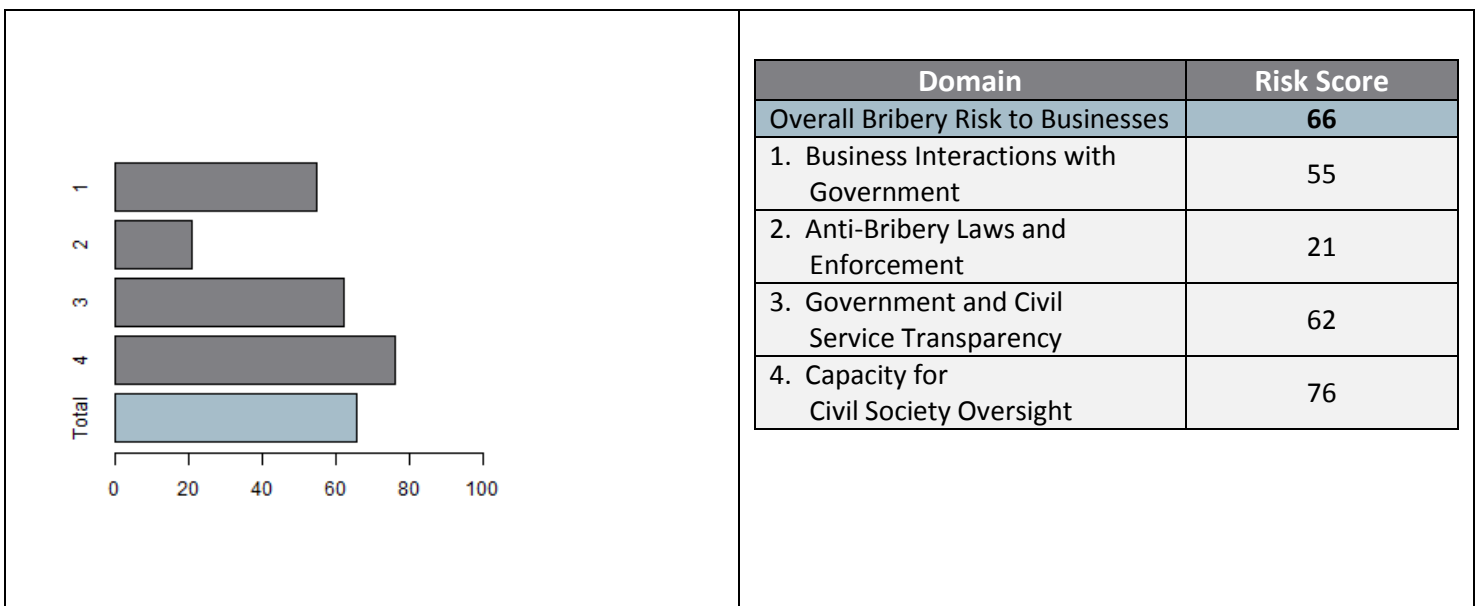 1
2
3
4
Total
0 20 40 60 80 100
Domain Risk Score
Overall Bribery Risk to Businesses 66
1. Business Interactions with
Government
55
2. Anti-Bribery Laws and
Enforcement
21
3. Government and Civil
Service Transparency
62
4. Capacity for
Civil Society Oversight
76